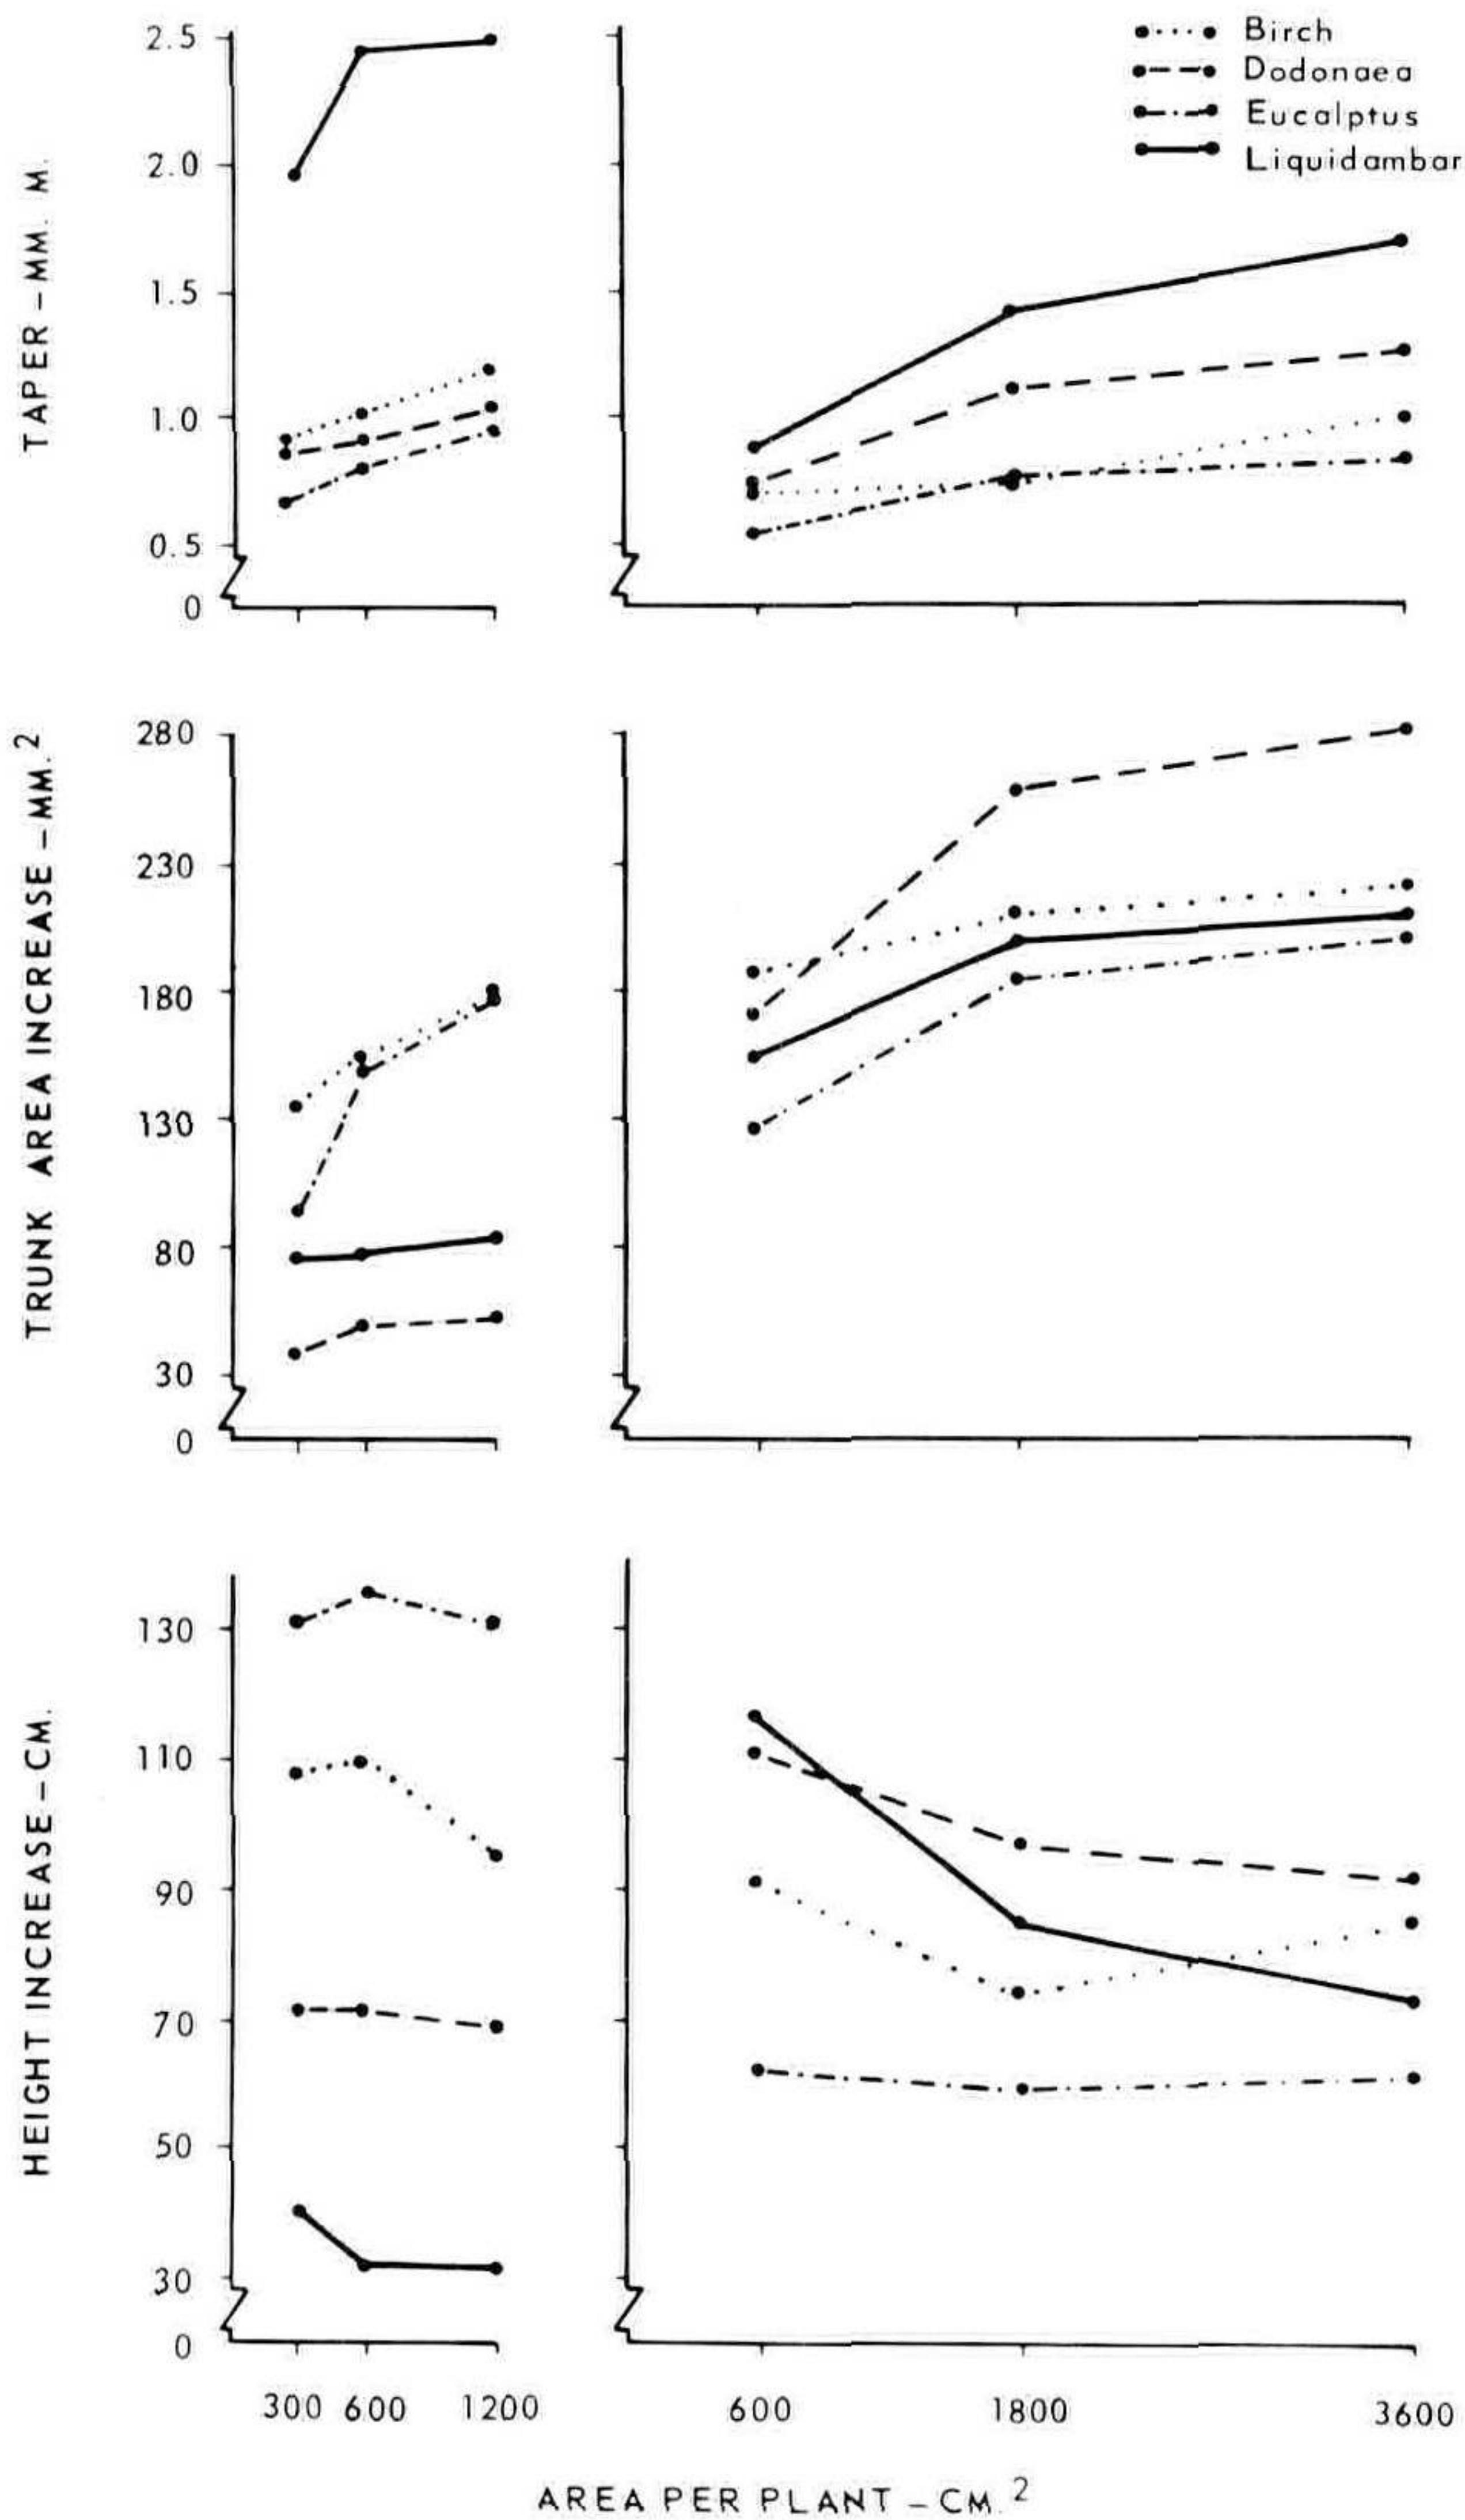 Birch
Dodonaea
Eucalptus
Liquidambar
TAPER – MM. M.
2.5
2.0
1.5
1.0
0.5
0
TRUNK AREA INCREASE – MM.2
280
230
180
130
80
30
0
HEIGHT INCREASE – CM.
130
110
90
70
50
30
0
300 600 1200 600 1800 3600
AREA PER PLANT – CM.2